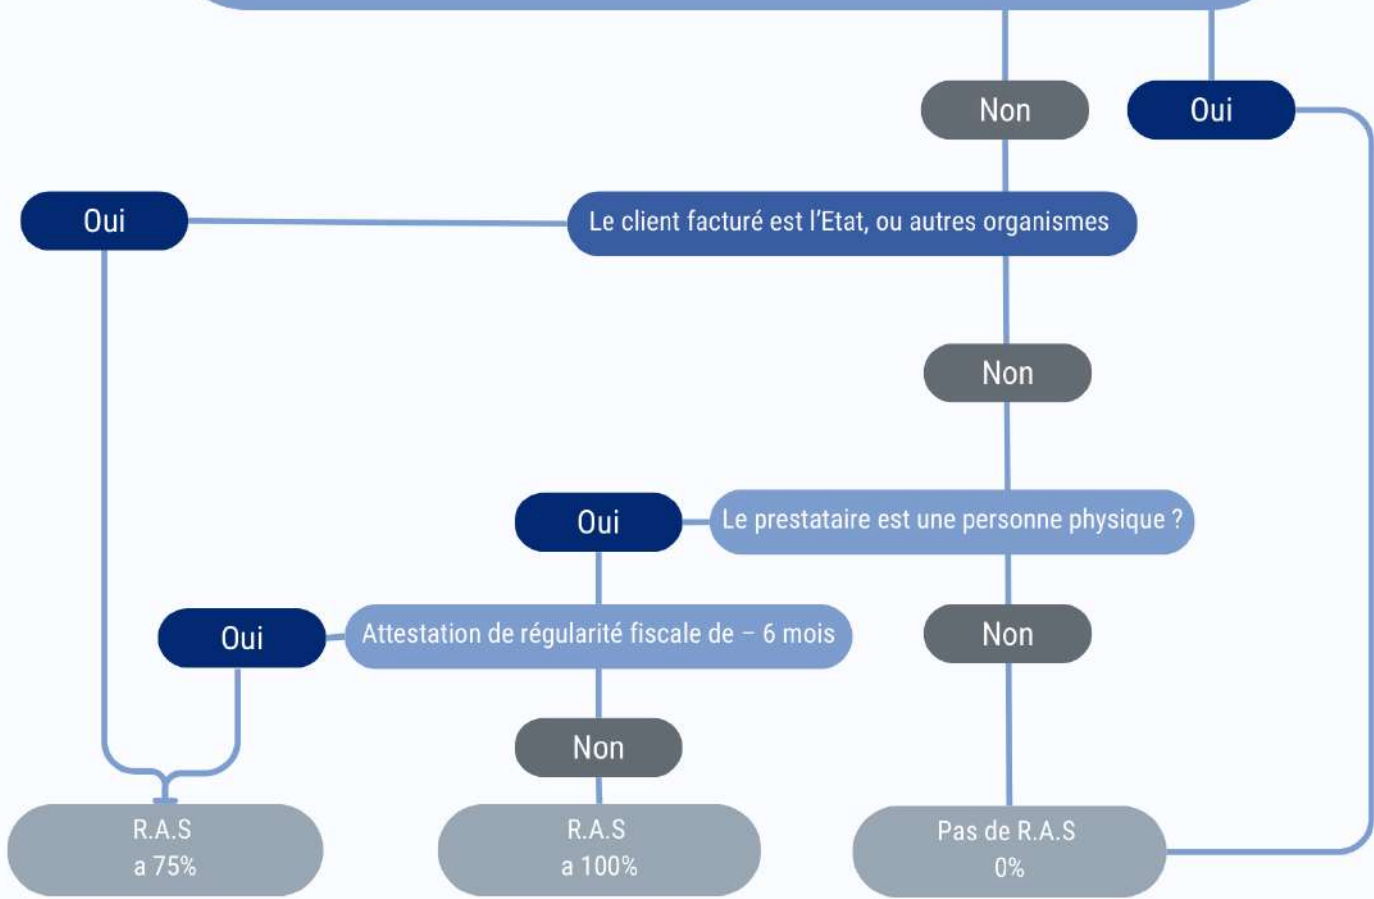 Non
Oui
Oui
Le client facturé est l'Etat, ou autres organismes
Non
Oui
Le prestataire est une personne physique ?
Oui
Attestation de régularité fiscale de – 6 mois
Non
Non
R.A.S
a 75%
R.A.S
a 100%
Pas de R.A.S
0%